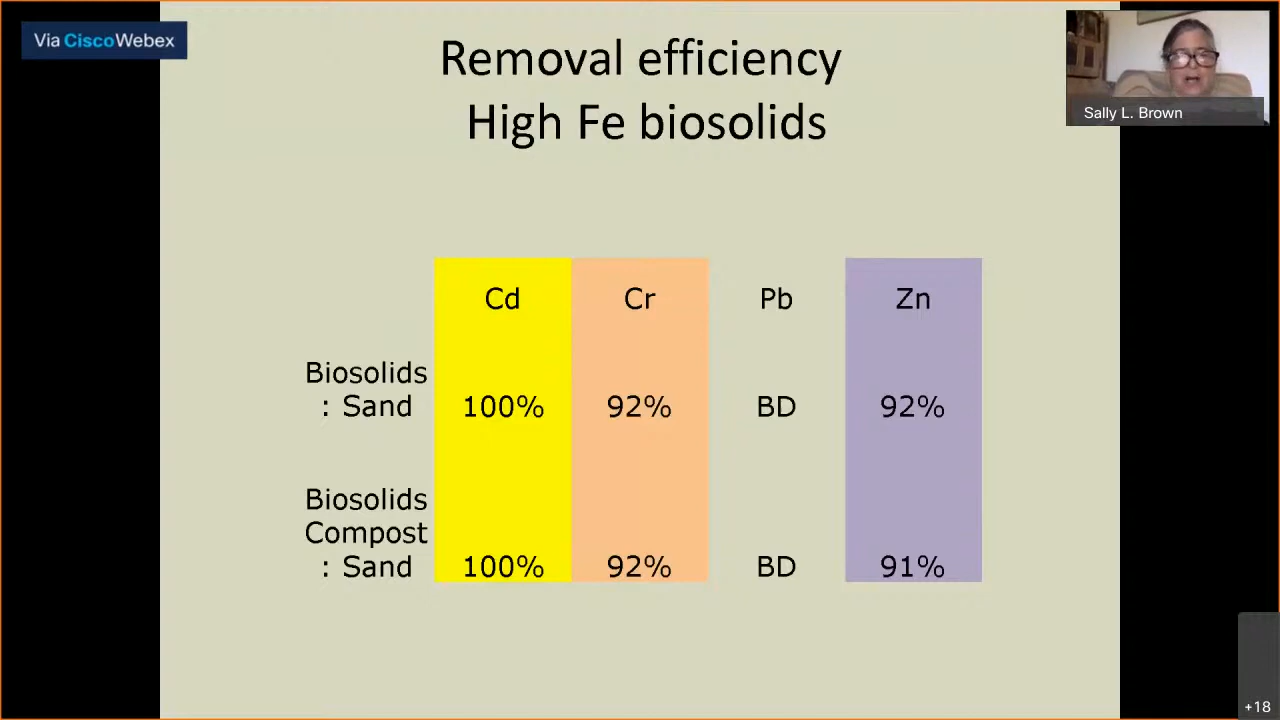 Via CiscoWebex
Removal efficiency
High Fe biosolids
Sally L. Brown
Cd Cr Pb Zn
Biosolids
: Sand 100% 92% BD 92%
Biosolids
Compost
: Sand 100% 92% BD 91%
+18